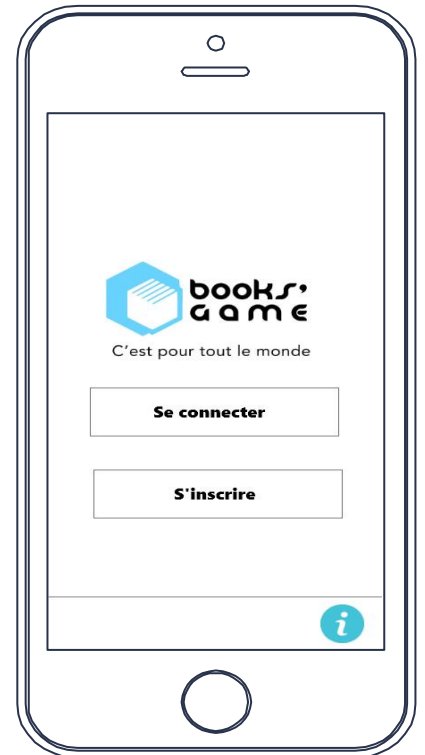 books'
game
C'est pour tout le monde
Se connecter
S'inscrire
i